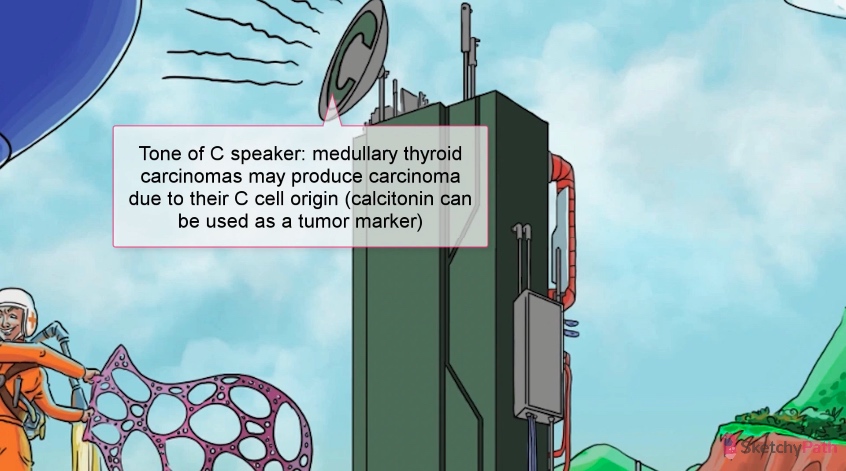 C
Tone of C speaker: medullary thyroid
carcinomas may produce carcinoma
due to their C cell origin (calcitonin can
be used as a tumor marker)
SketchyPath